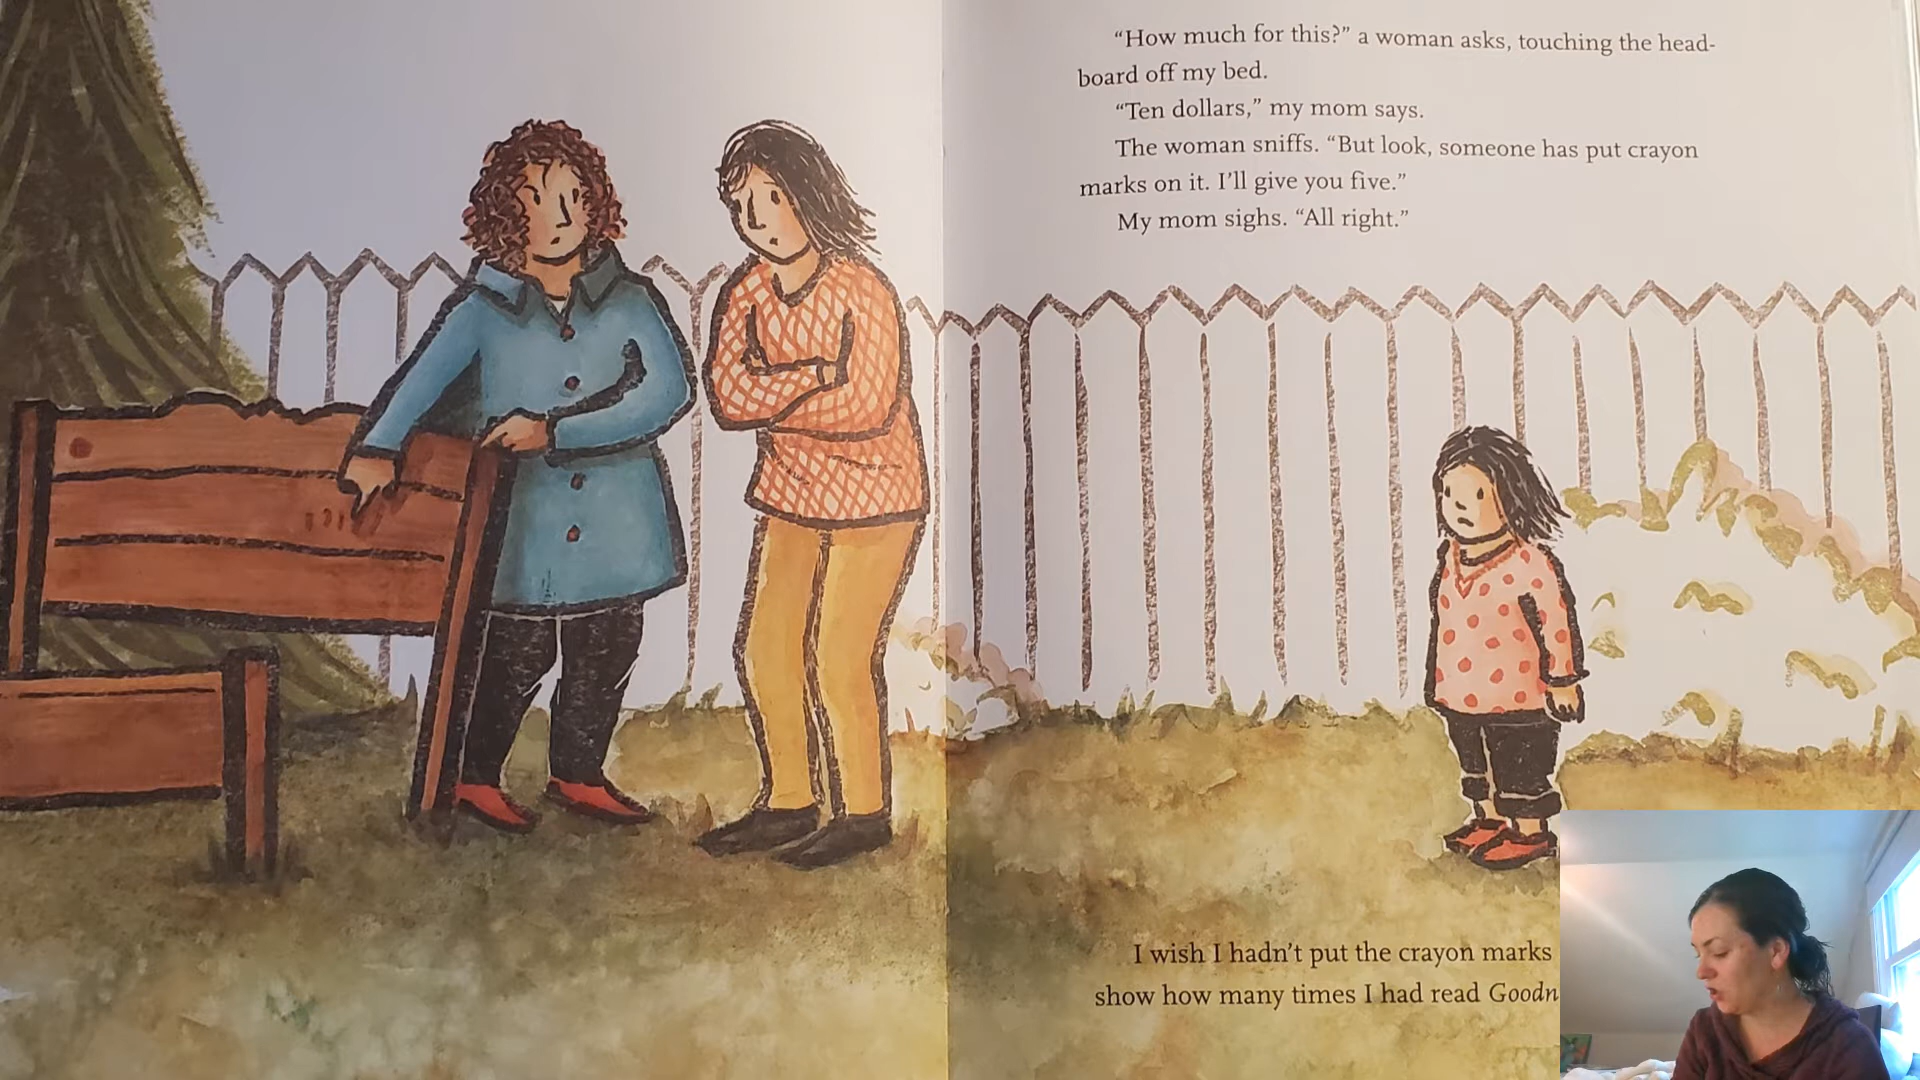 “How much for this?” a woman asks, touching the head-
board off my bed.
“Ten dollars,” my mom says.
The woman sniffs. “But look, someone has put crayon
marks on it. I’ll give you five.”
My mom sighs. “All right.”
I wish I hadn’t put the crayon marks
show how many times I had read Goodn